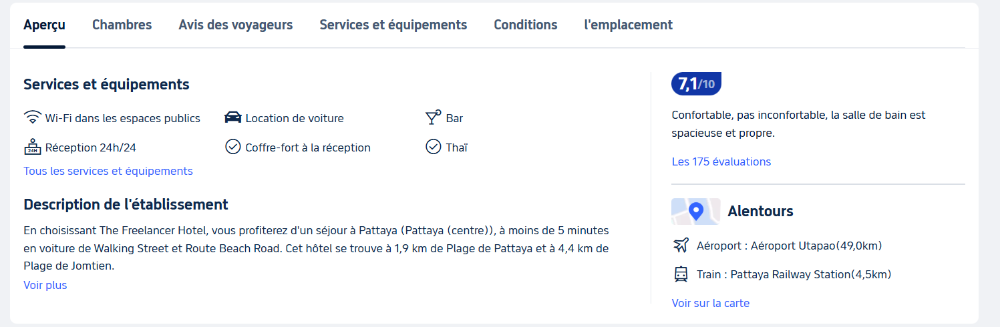 Aperçu Chambres Avis des voyageurs Services et équipements Conditions l'emplacement
Services et équipements
Wi-Fi dans les espaces publics Location de voiture Bar
24H Réception 24h/24 Coffre-fort à la réception Thaï
Tous les services et équipements
Description de l'établissement
En choisissant The Freelancer Hotel, vous profiterez d'un séjour à Pattaya (Pattaya (centre)), à moins de 5 minutes
en voiture de Walking Street et Route Beach Road. Cet hôtel se trouve à 1,9 km de Plage de Pattaya et à 4,4 km de
Plage de Jomtien.
Voir plus
7,1/10
Confortable, pas inconfortable, la salle de bain est
spacieuse et propre.
Les 175 évaluations
Alentours
Aéroport : Aéroport Utapao(49,0km)
Train : Pattaya Railway Station(4,5km)
Voir sur la carte